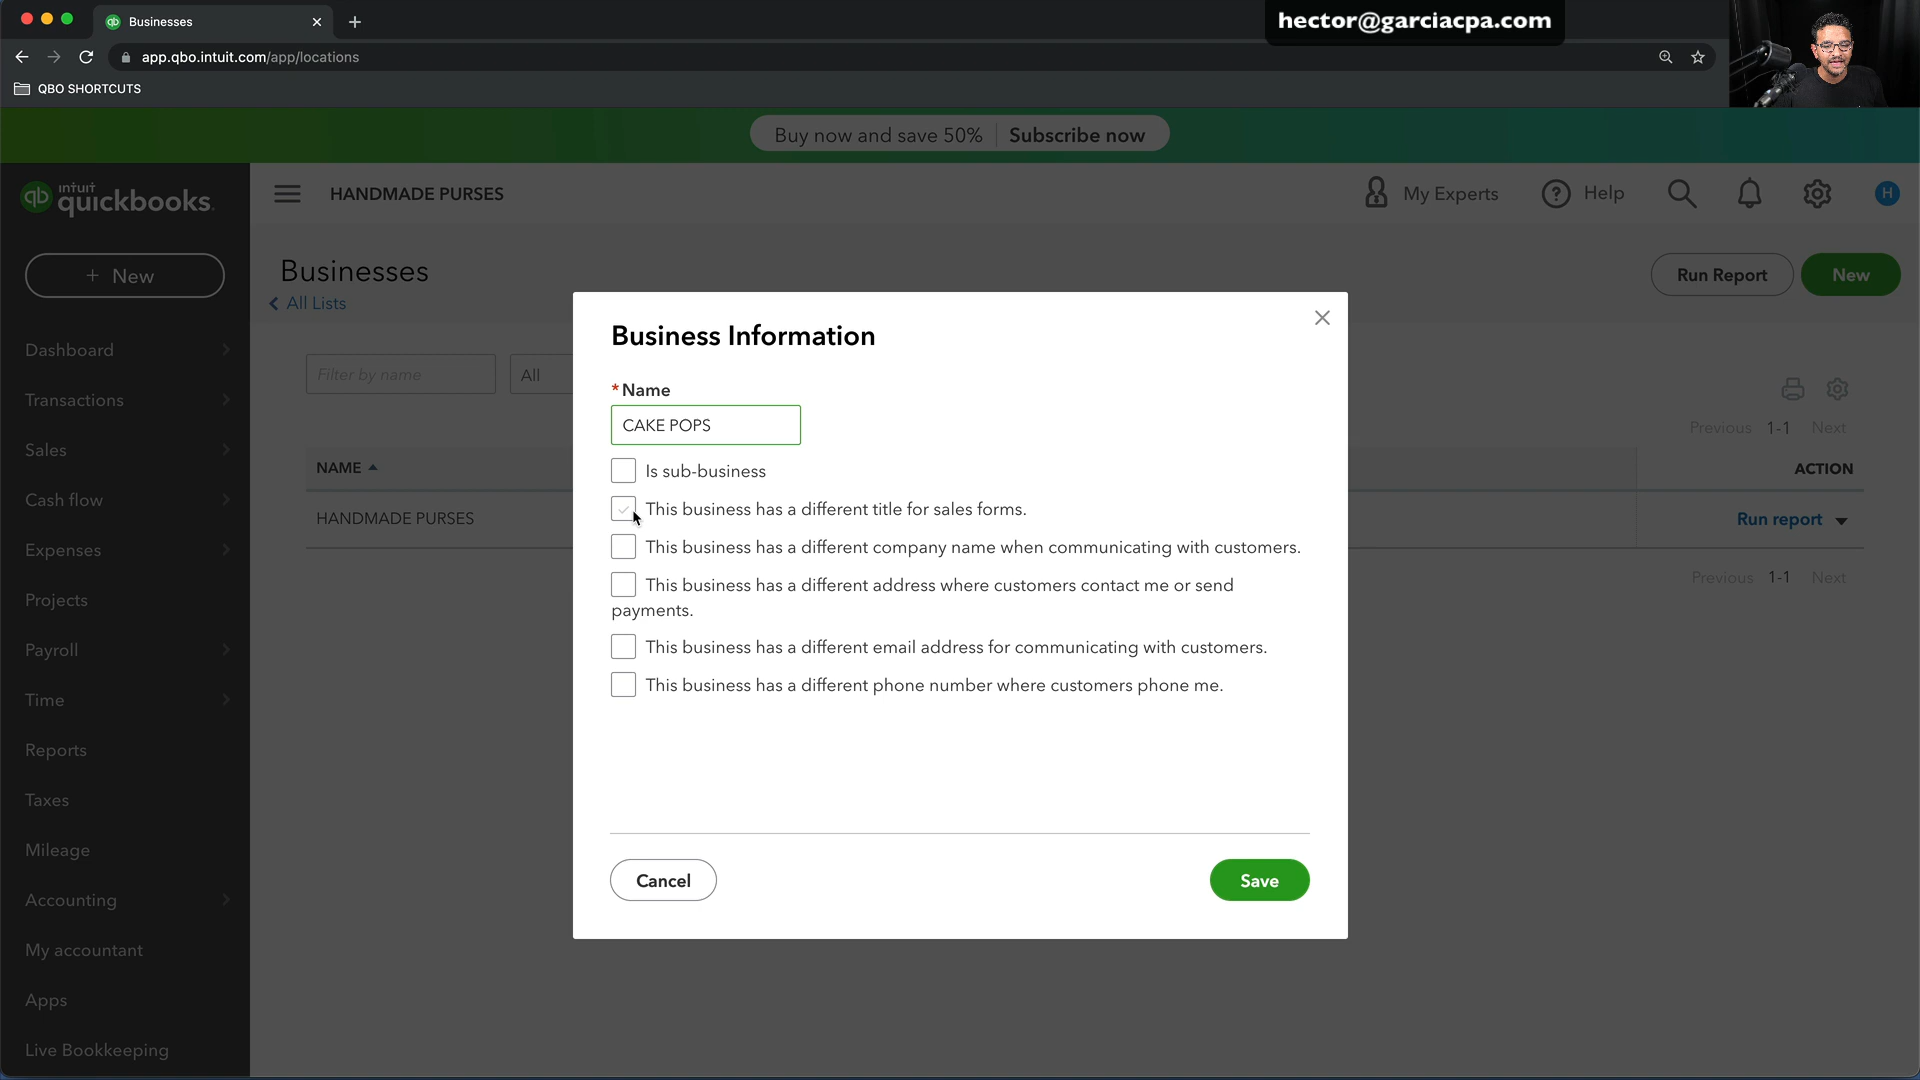 Businesses
hector@garciacpa.com
app.qbo.intuit.com/app/locations
QBO SHORTCUTS
Buy now and save 50% Subscribe now
intuit
quickbooks.
HANDMADE PURSES
My Experts
Help
H
+ New
Businesses
All Lists
Run Report
New
Dashboard
Transactions
Sales
Cash flow
Expenses
Projects
Payroll
Time
Reports
Taxes
Mileage
Accounting
My accountant
Apps
Live Bookkeeping
Filter by name
All
Previous 1-1 Next
NAME
ACTION
HANDMADE PURSES
Run report
Previous 1-1 Next
Business Information
*Name
CAKE POPS
Is sub-business
This business has a different title for sales forms.
This business has a different company name when communicating with customers.
This business has a different address where customers contact me or send
payments.
This business has a different email address for communicating with customers.
This business has a different phone number where customers phone me.
Cancel
Save